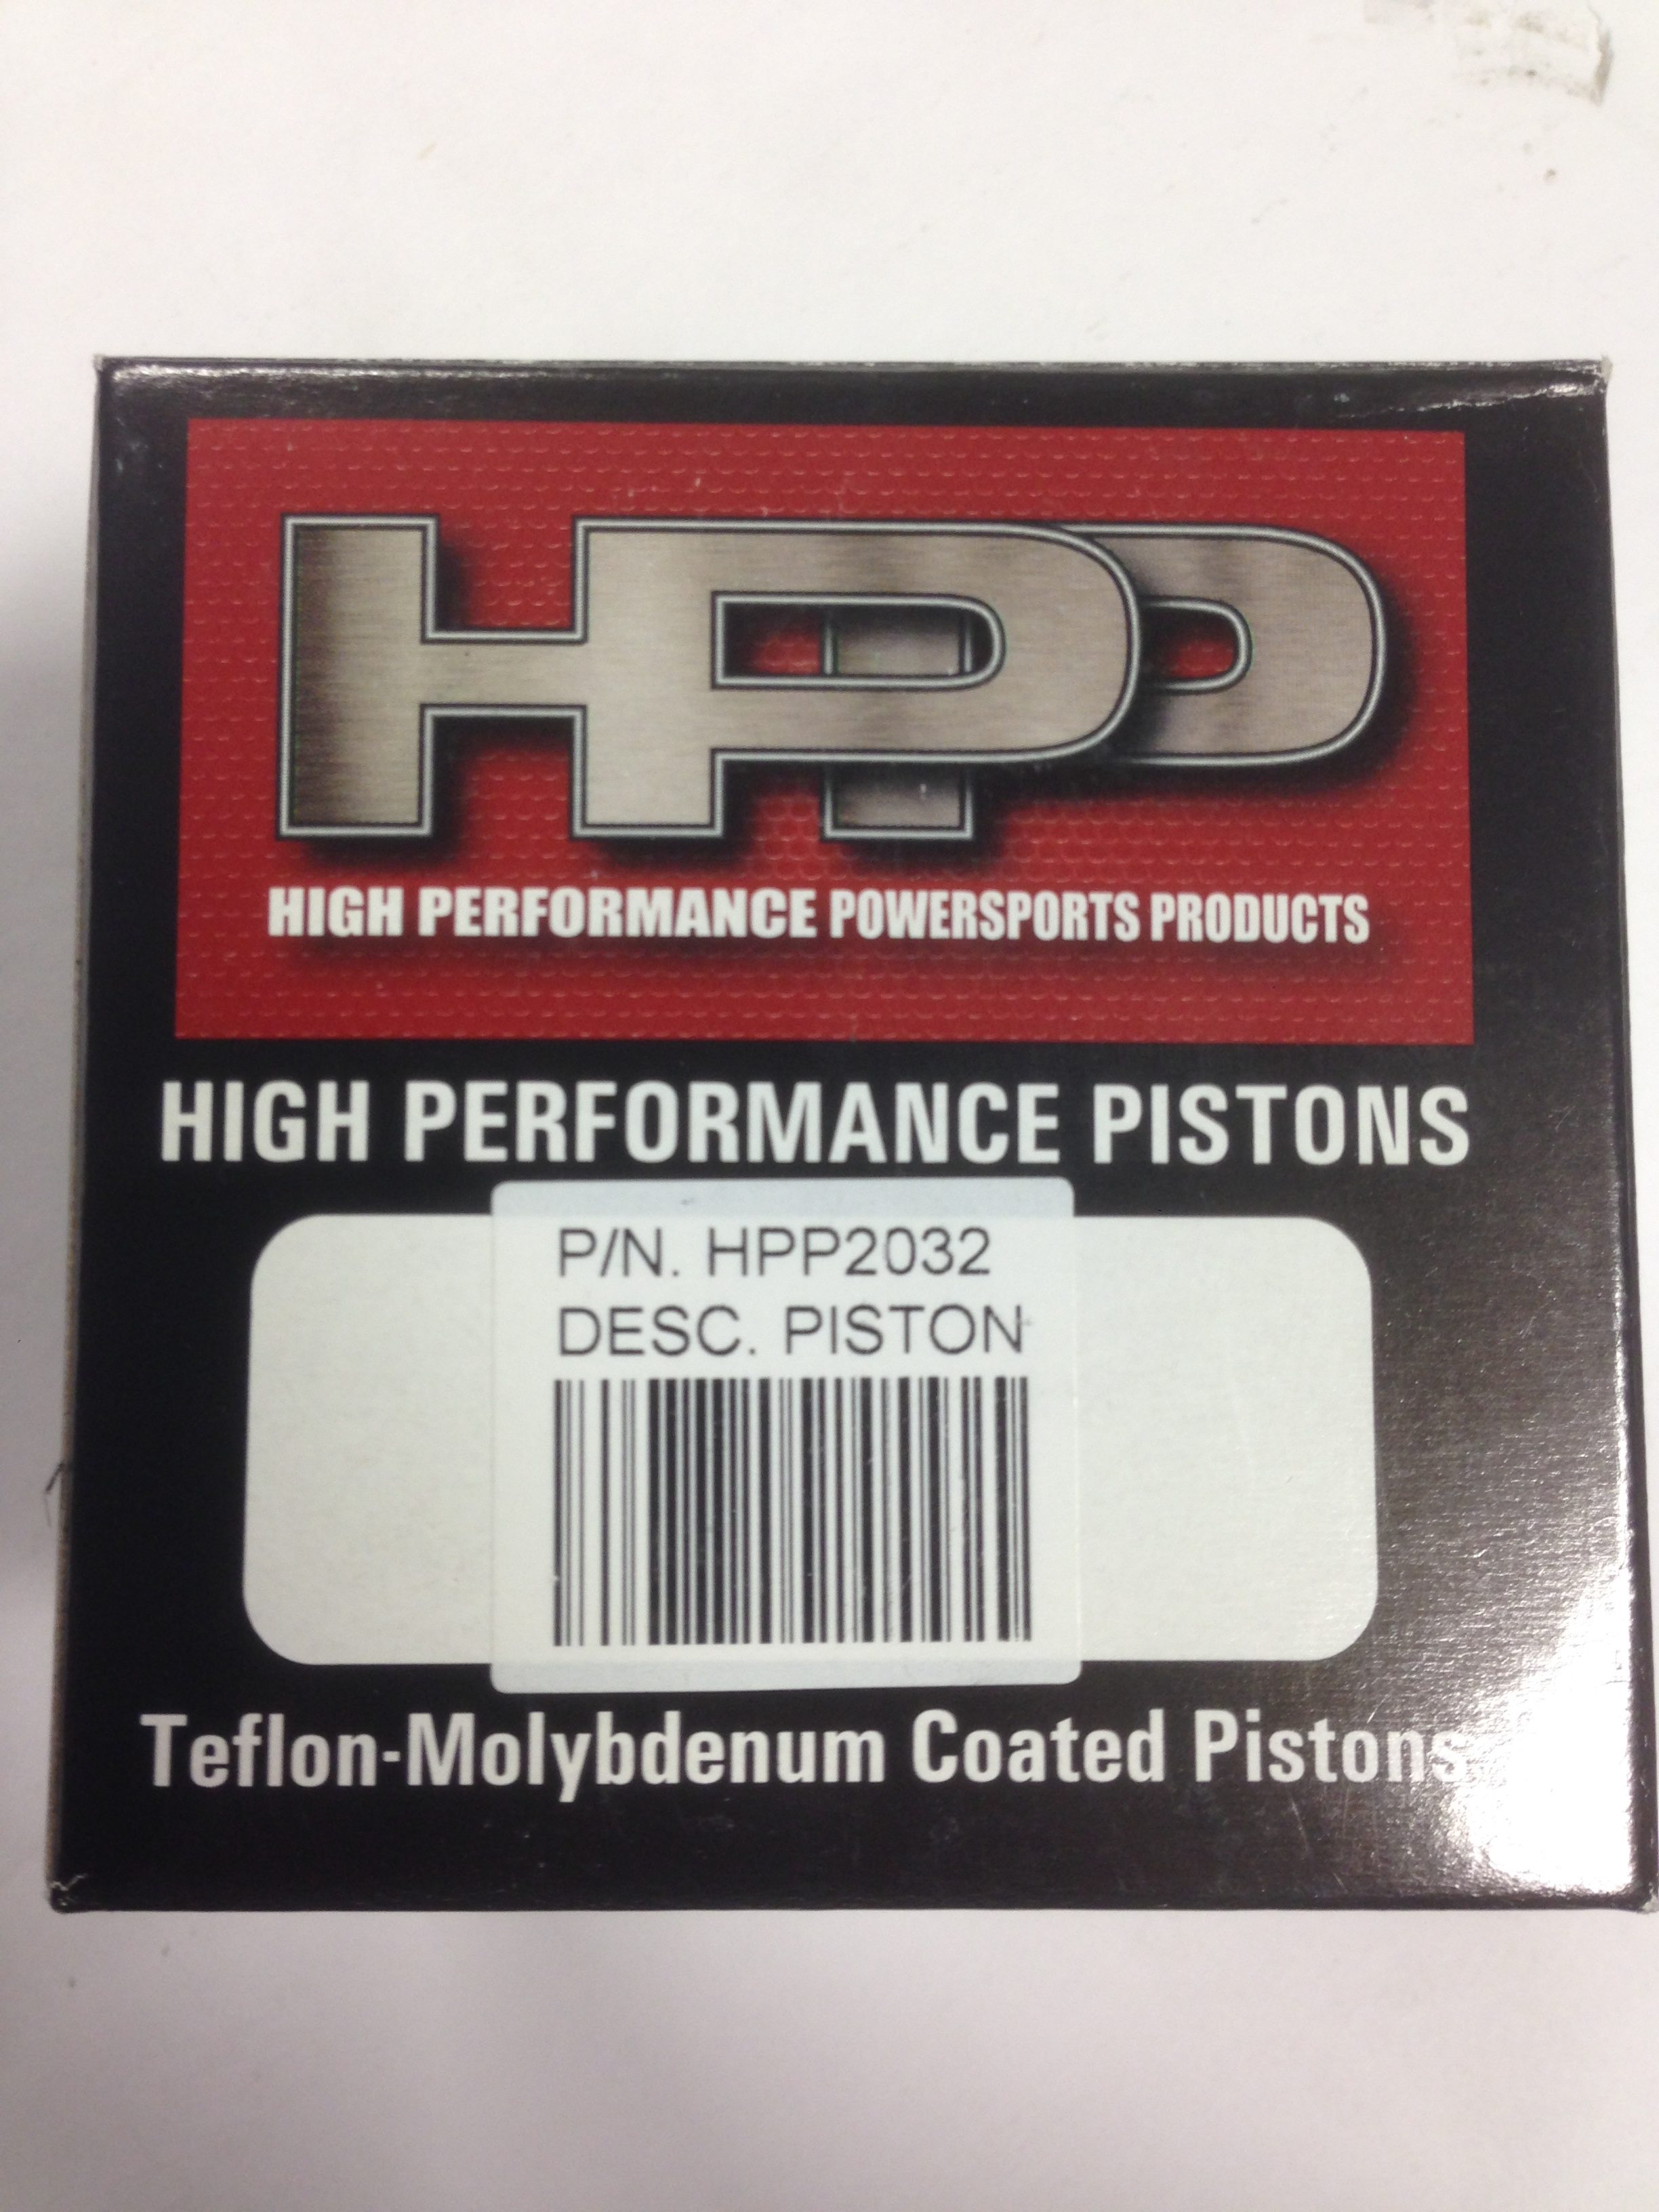 HPP
HIGH PERFORMANCE POWERSPORTS PRODUCTS
HIGH PERFORMANCE PISTONS
P/N. HPP2032
DESC. PISTON
Teflon-Molybdenum Coated Pistons